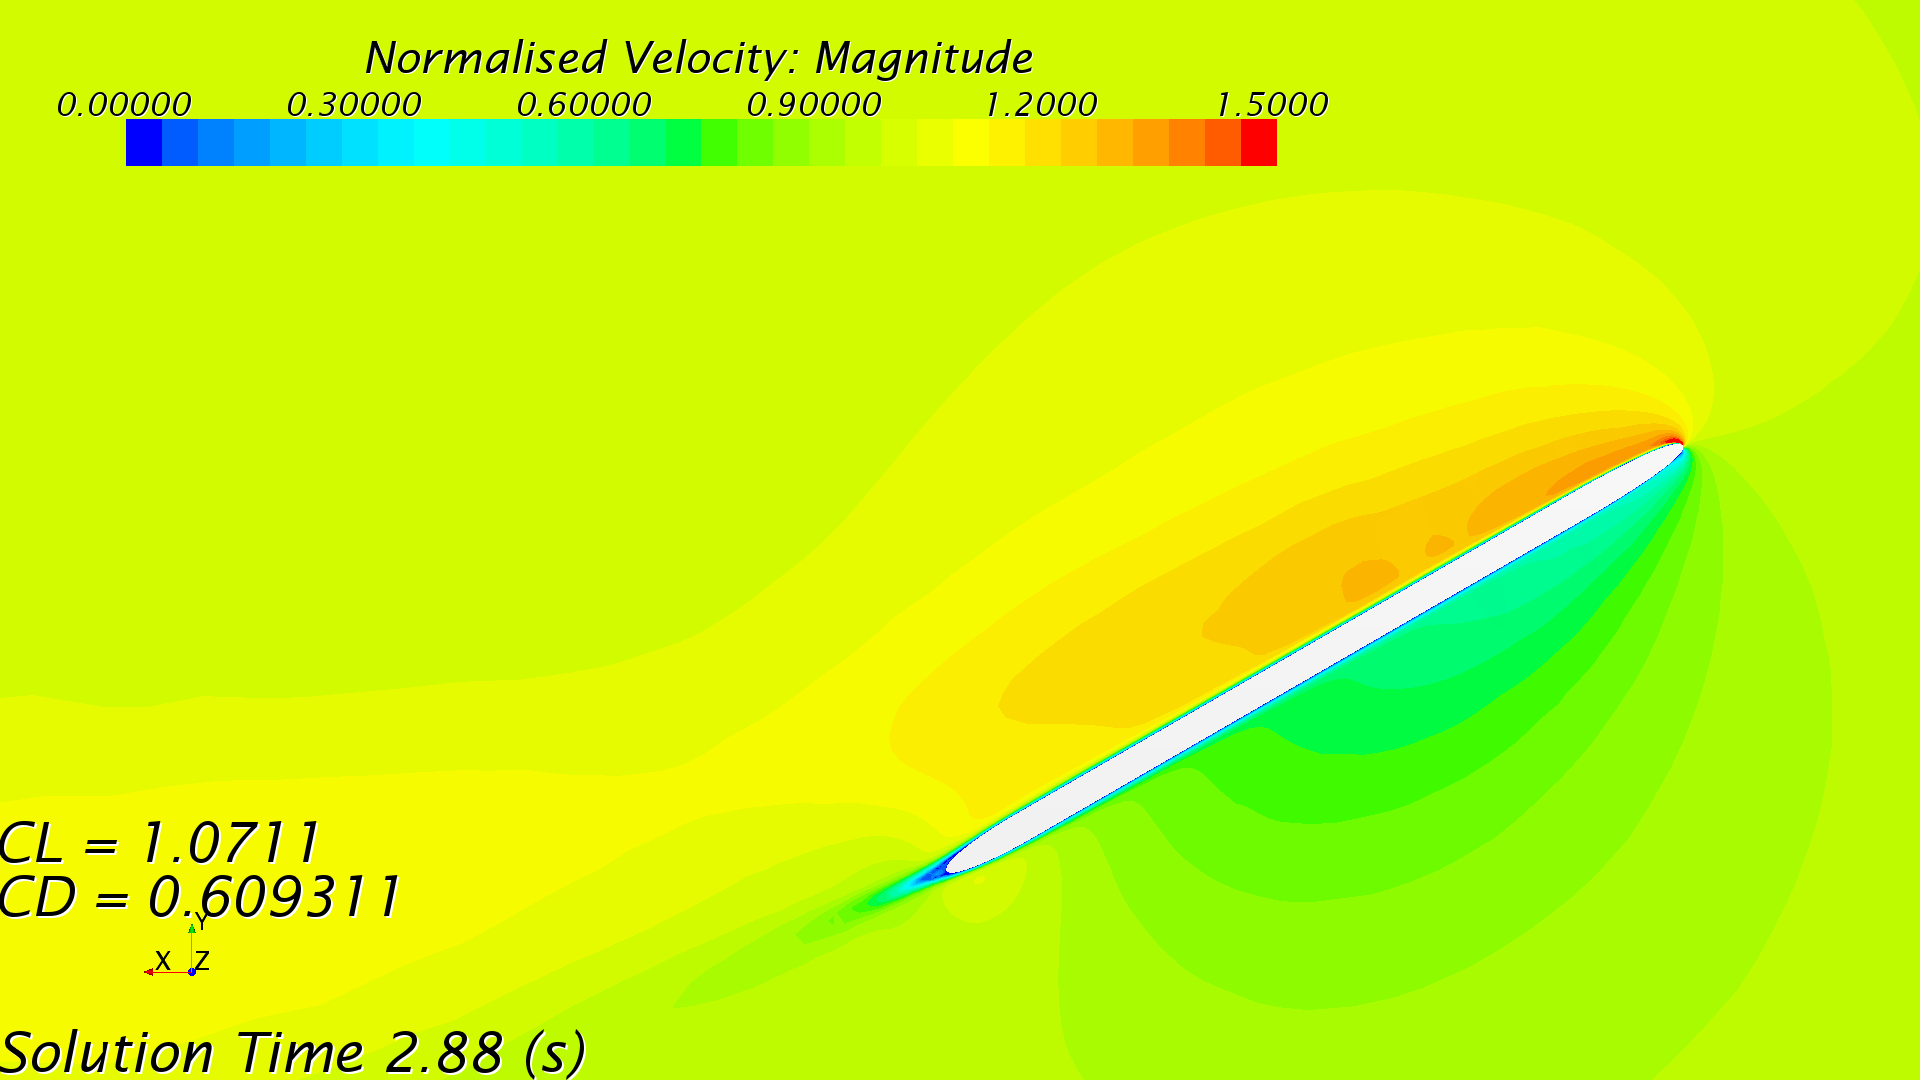 Normalised Velocity: Magnitude
0.00000 0.30000 0.60000 0.90000 1.2000 1.5000
CL = 1.0711
CD = 0.609311
Y
X Z
Solution Time 2.88 (s)